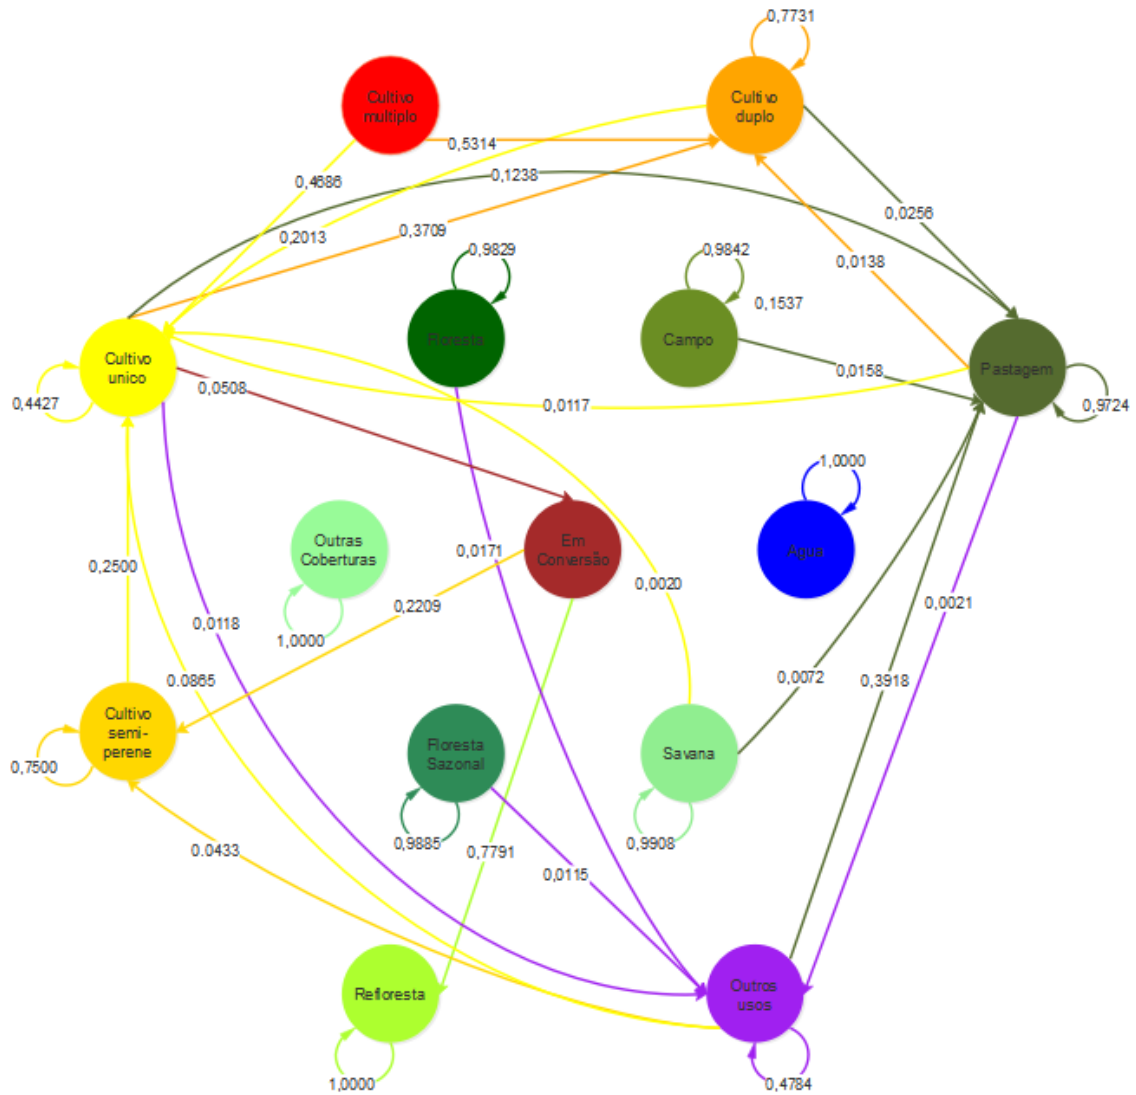 0,7731
Cultivo
multiplo
Cultivo
duplo
0,5314
0,1238
0,4686
0,0256
0,2013
0,3709
0,9829
0,9842
0,0138
0,1537
Floresta
Campo
Cultivo
unico
Pastagem
0,0158
0,0508
0,4427
0,0117
0,9724
1,0000
Outras
Coberturas
Em
Conversão
Agua
0,0171
0,2500
0,0020
0,2209
0,0021
0,0118
1,0000
0.0865
0,0072
0,3918
Cultivo
semi-
perene
Floresta
Sazonal
Savana
0,7500
0,9885
0,9908
0.0433
0,7791
0,0115
Refloresta
Outros
usos
1,0000
0,4784